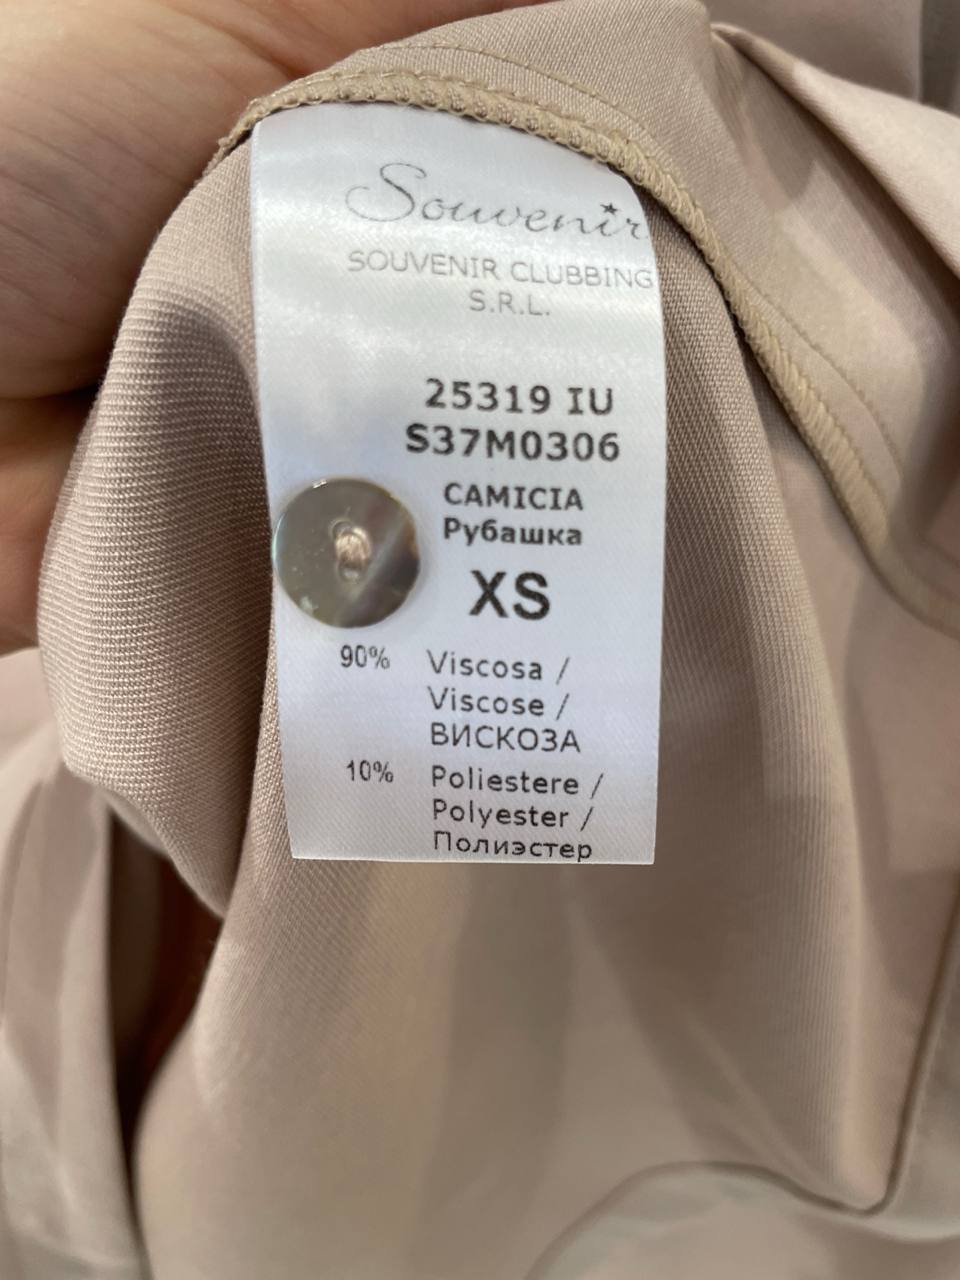 Souvenir
SOUVENIR CLUBBING
S.R.L.
25319 IU
S37M0306
CAMICIA
Рубашка
XS
90% Viscosa /
Viscose /
ВИСКОЗА
10% Poliestere /
Polyester /
Полиэстер